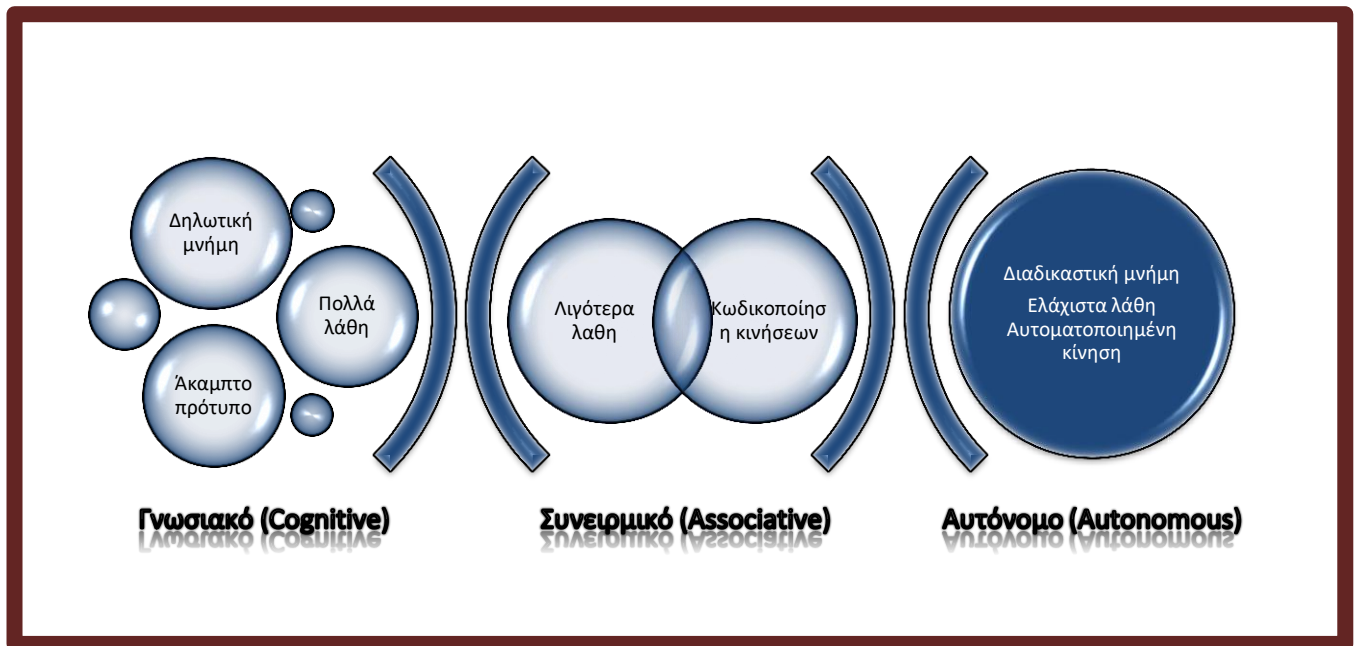 Δηλωτική
μνήμη
Πολλά
λάθη
Άκαμπτο
πρότυπο
Γνωσιακό (Cognitive)
Λιγότερα
λαθη
Κωδικοποίησ
η κινήσεων
Συνειρμικό (Associative)
Διαδικαστική μνήμη
Ελάχιστα λάθη
Αυτοματοποιημένη
κίνηση
Αυτόνομο (Autonomous)